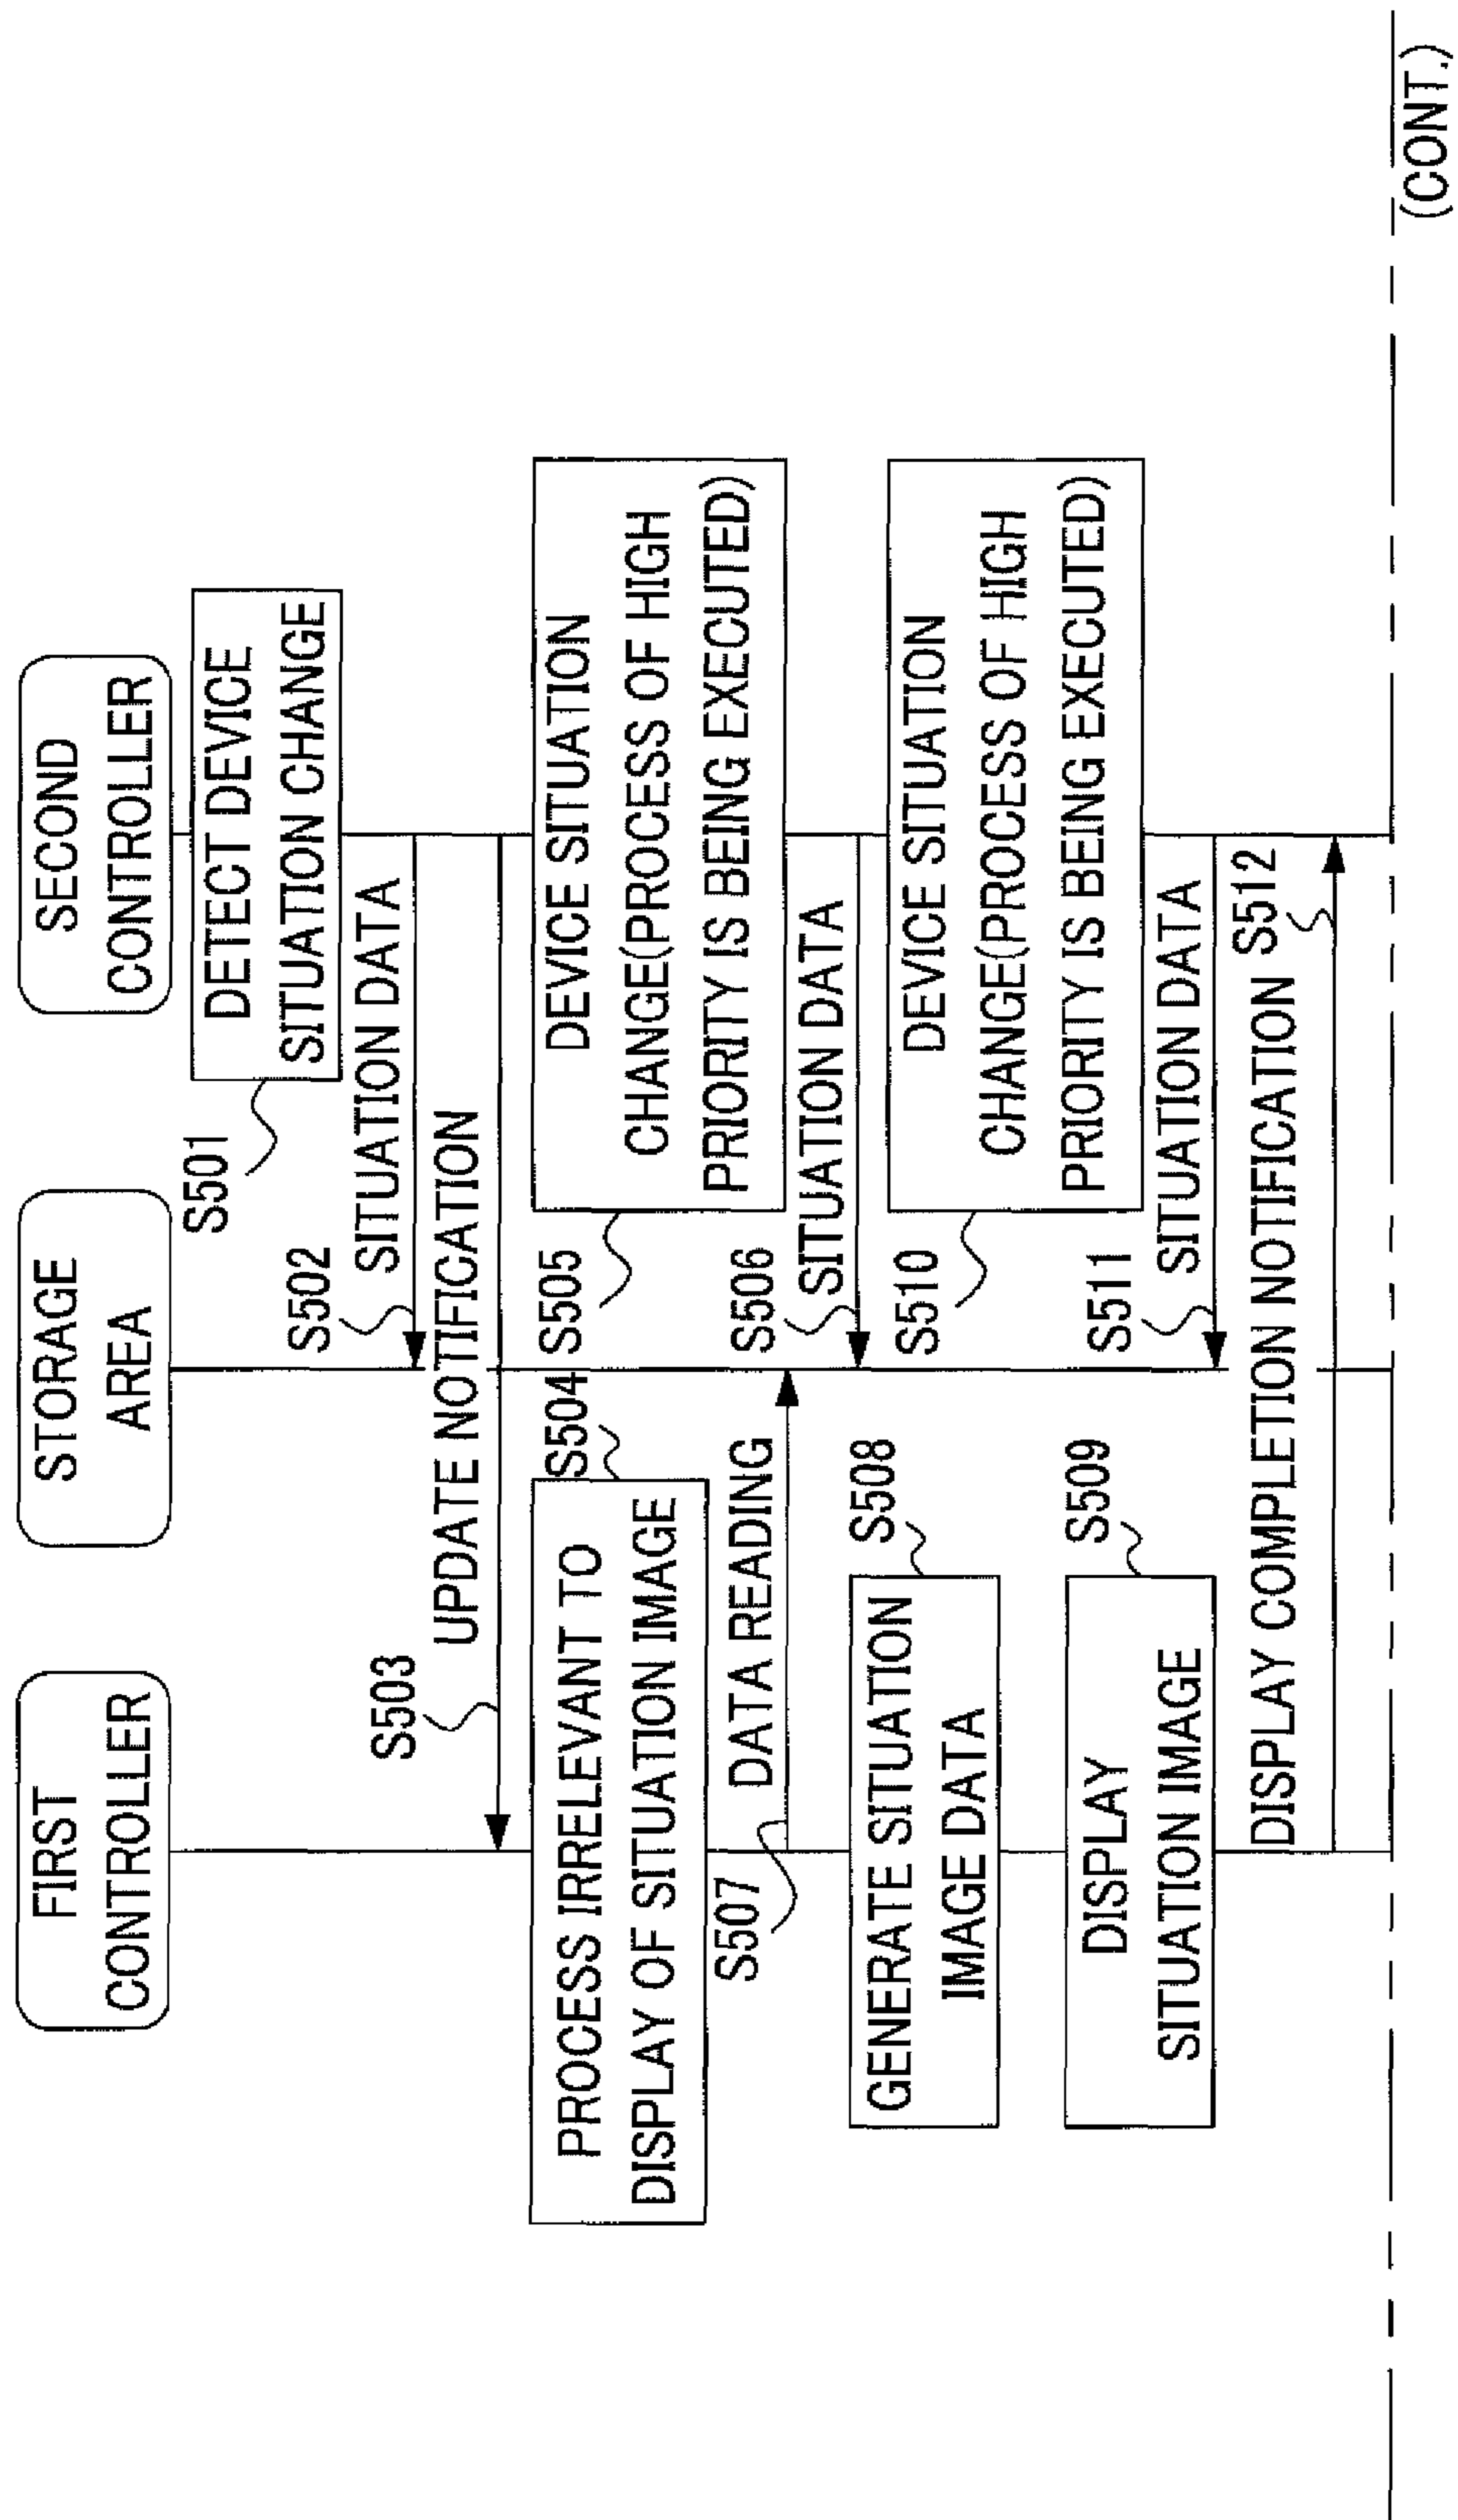 FIRST
CONTROLLER
STORAGE
AREA
SECOND
CONTROLLER
S501
DETECT DEVICE
SITUATION CHANGE
S502
SITUATION DATA
S503
UPDATE NOTIFICATION
S504
PROCESS IRRELEVANT TO
DISPLAY OF SITUATION IMAGE
S505
DEVICE SITUATION
CHANGE(PROCESS OF HIGH
PRIORITY IS BEING EXECUTED)
S507
DATA READING
S506
SITUATION DATA
S508
GENERATE SITUATION
IMAGE DATA
S510
DEVICE SITUATION
CHANGE(PROCESS OF HIGH
PRIORITY IS BEING EXECUTED)
S509
DISPLAY
SITUATION IMAGE
S511
SITUATION DATA
DISPLAY COMPLETION NOTIFICATION
S512
(CONT.)